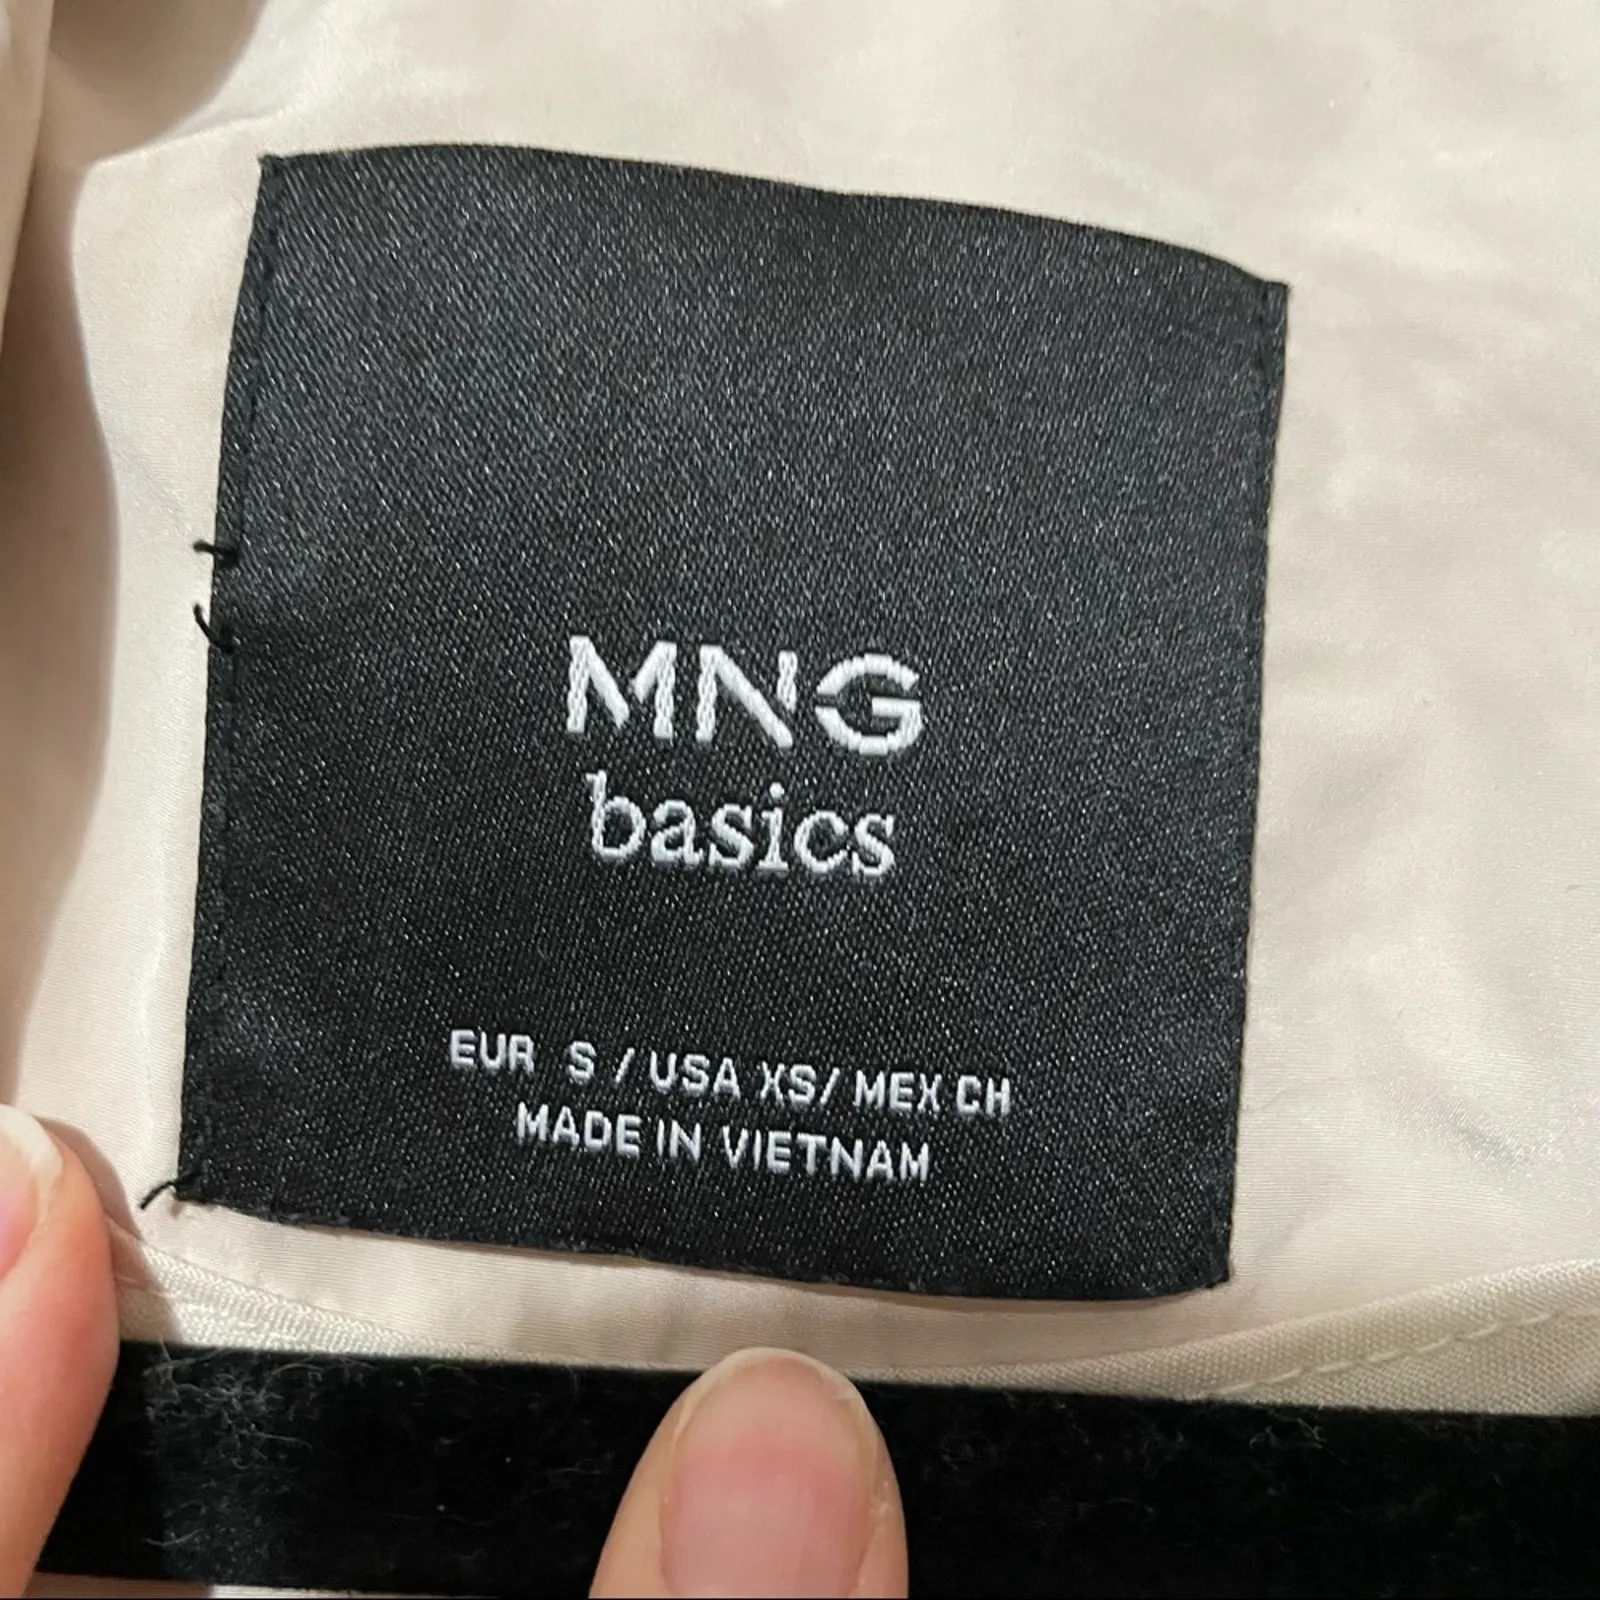 MNG
basics
EUR S / USA XS/ MEX CH
MADE IN VIETNAM